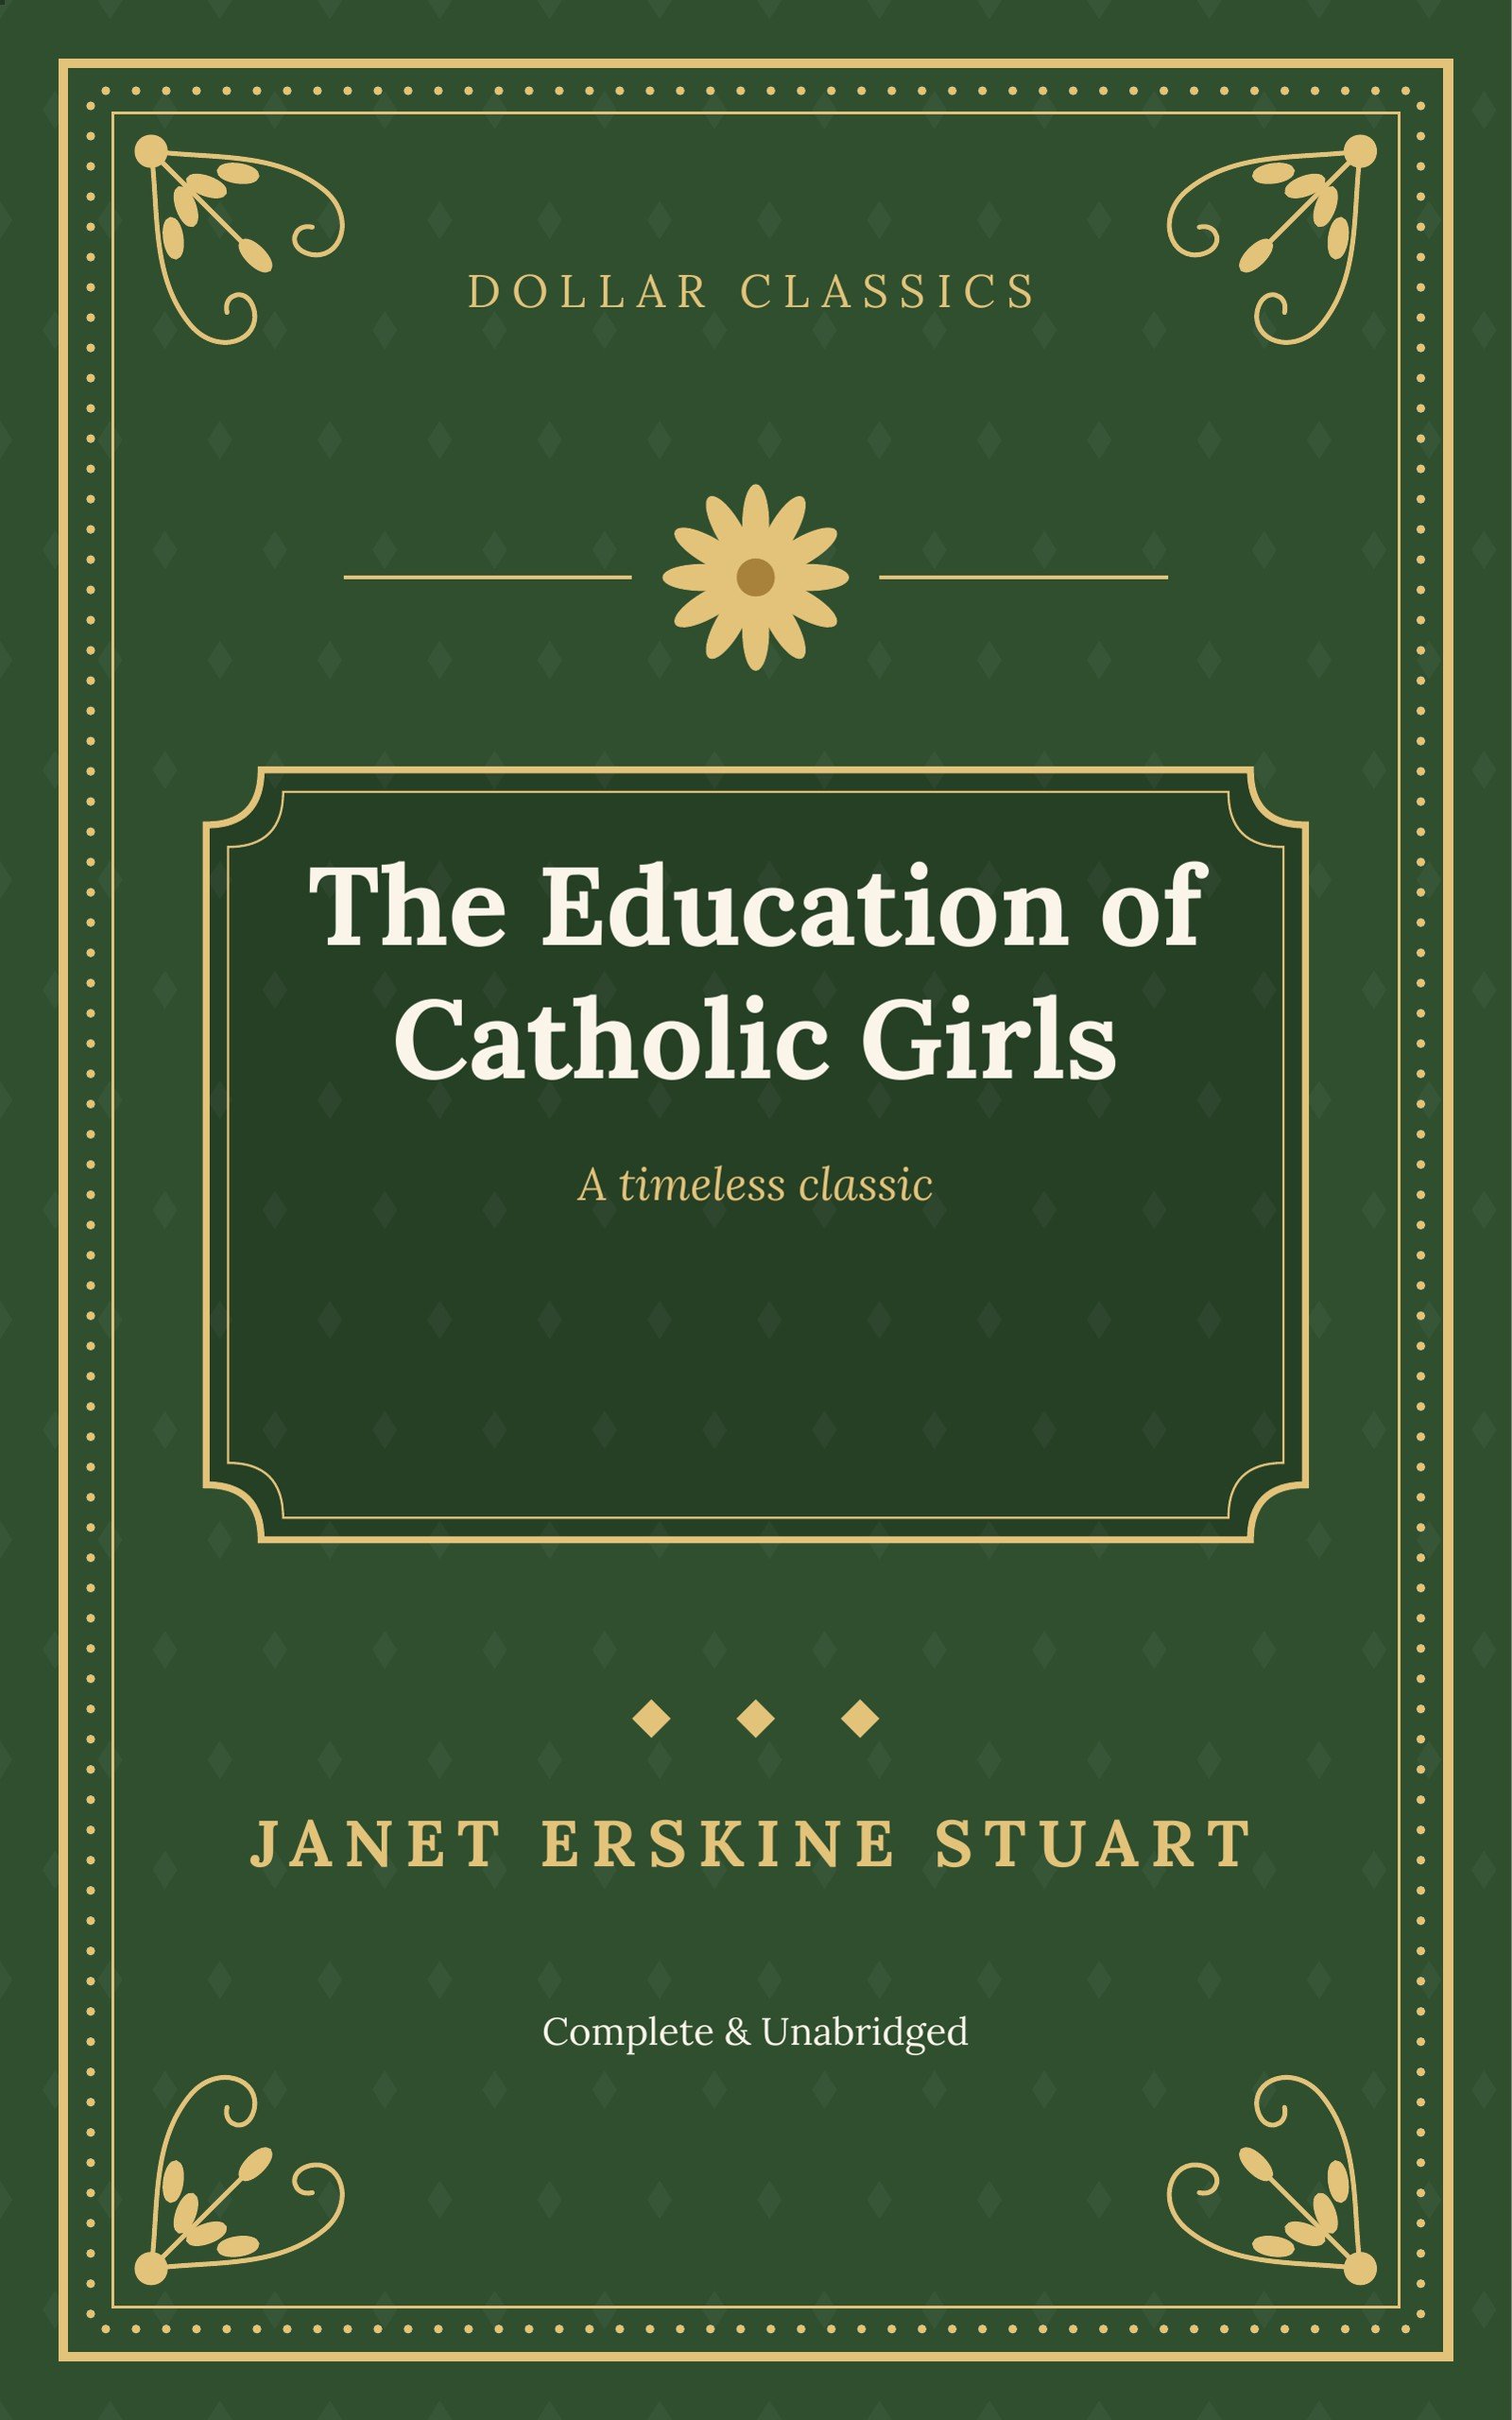 DOLLAR CLASSICS
The Education of
Catholic Girls
A timeless classic
JANET ERSKINE STUART
Complete & Unabridged